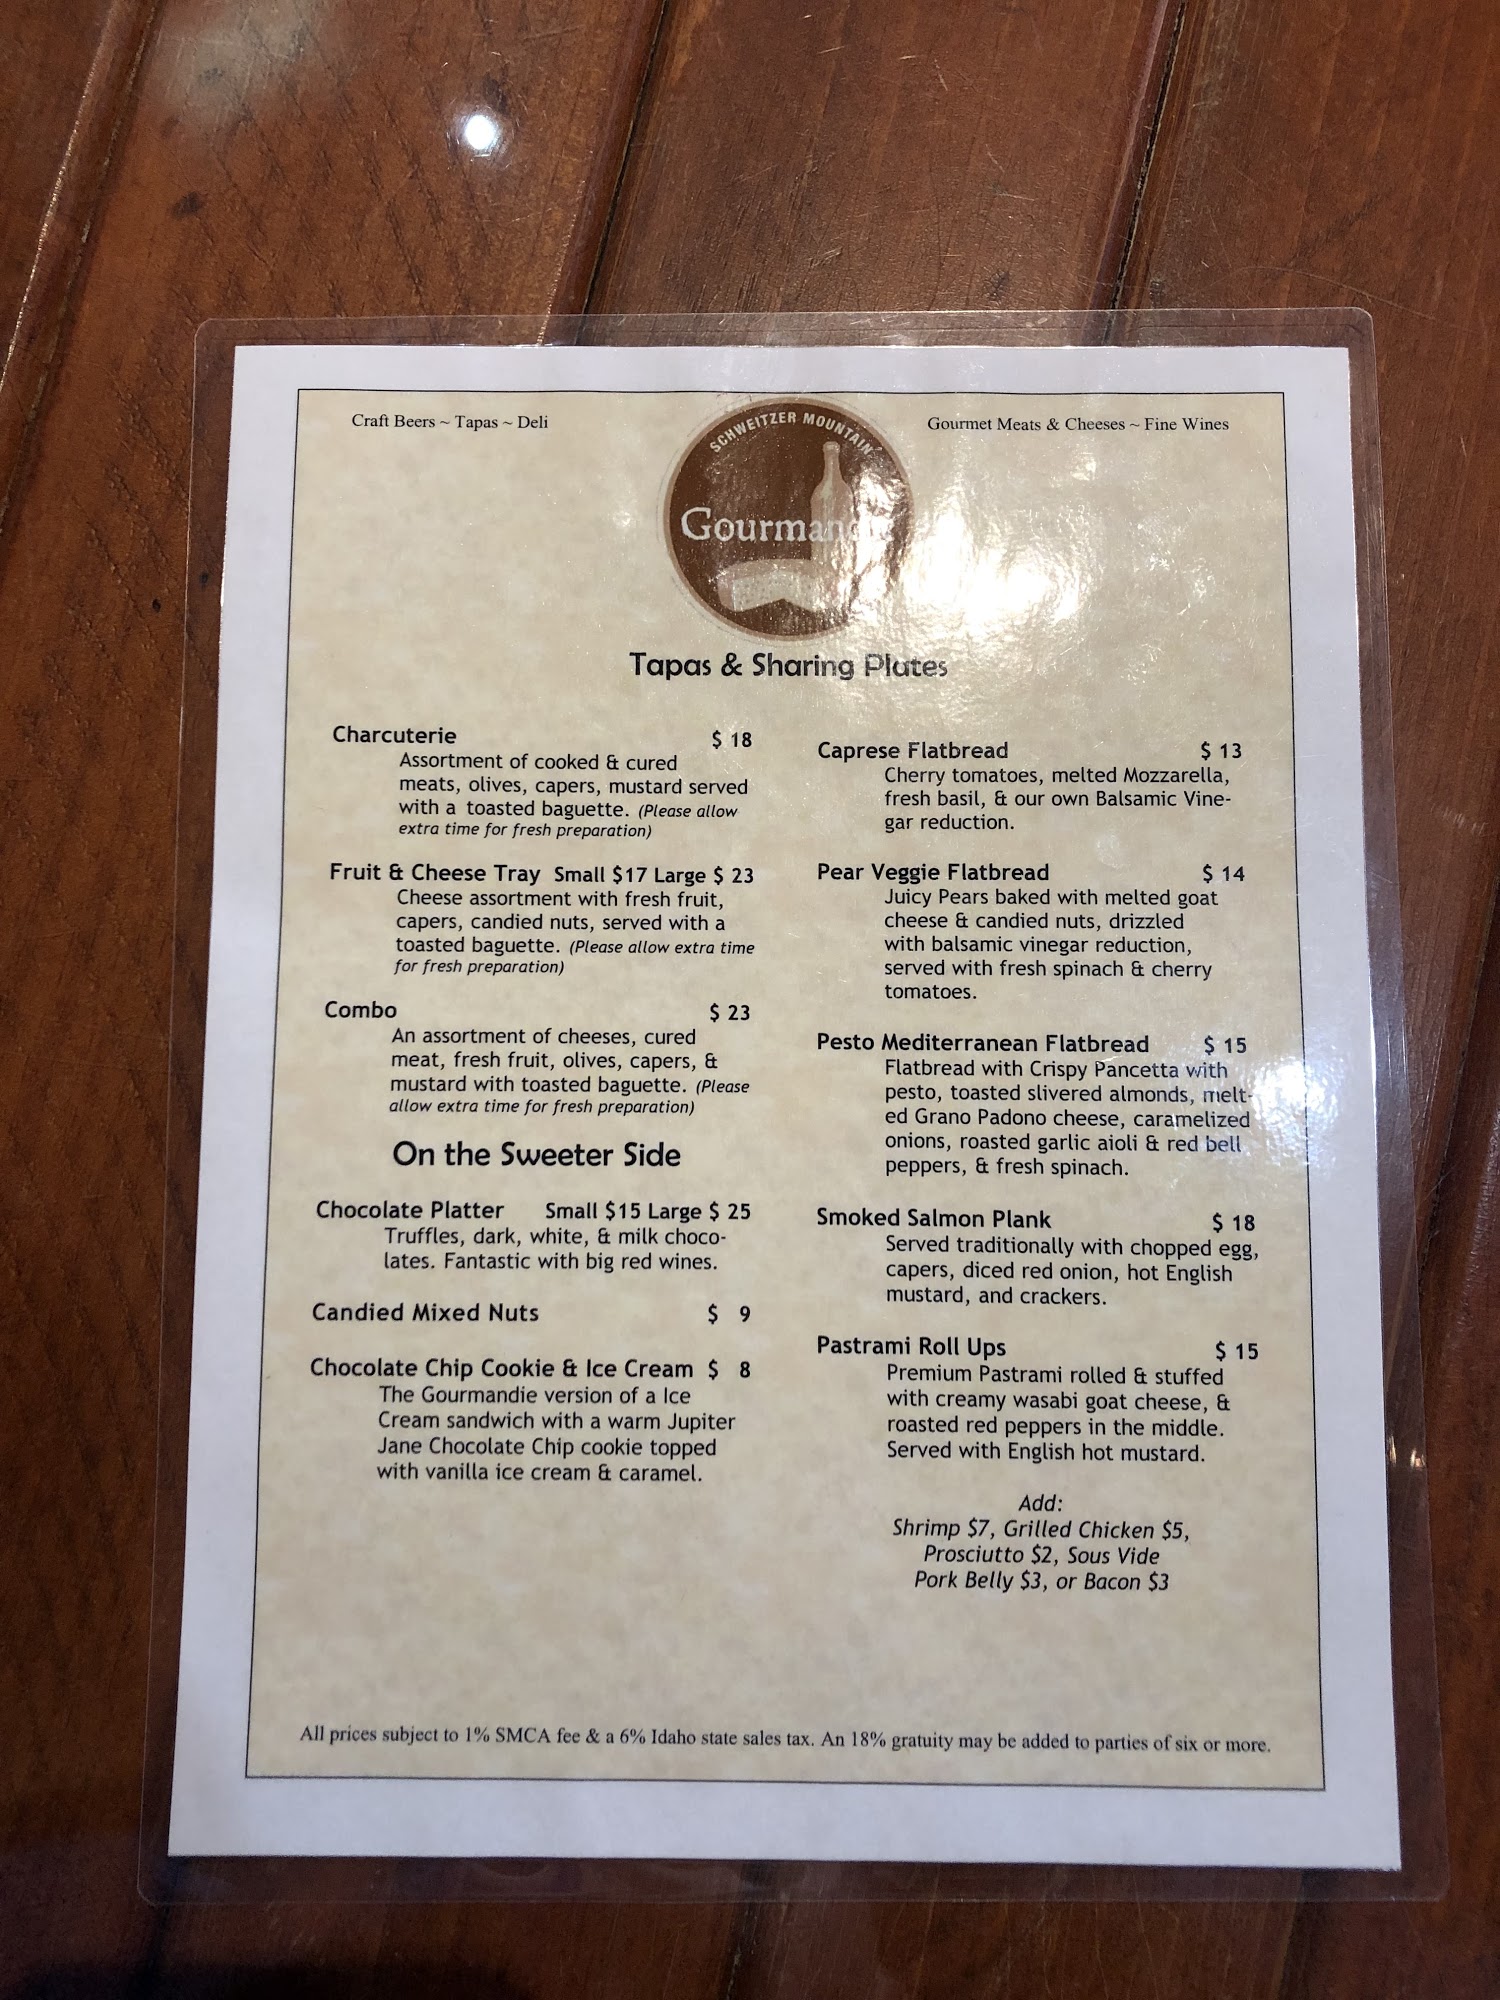 Craft Beers ~ Tapas ~ Deli
Gourmet Meats & Cheeses ~ Fine Wines
SCHWEITZER MOUNTAIN
Gourmandie
Tapas & Sharing Plates
Charcuterie $ 18
Assortment of cooked & cured
meats, olives, capers, mustard served
with a toasted baguette. (Please allow
extra time for fresh preparation)
Fruit & Cheese Tray Small $17 Large $ 23
Cheese assortment with fresh fruit,
capers, candied nuts, served with a
toasted baguette. (Please allow extra time
for fresh preparation)
Combo $ 23
An assortment of cheeses, cured
meat, fresh fruit, olives, capers, &
mustard with toasted baguette. (Please
allow extra time for fresh preparation)
On the Sweeter Side
Chocolate Platter Small $15 Large $ 25
Truffles, dark, white, & milk choco-
lates. Fantastic with big red wines.
Candied Mixed Nuts $ 9
Chocolate Chip Cookie & Ice Cream $ 8
The Gourmandie version of a Ice
Cream sandwich with a warm Jupiter
Jane Chocolate Chip cookie topped
with vanilla ice cream & caramel.
Caprese Flatbread $ 13
Cherry tomatoes, melted Mozzarella,
fresh basil, & our own Balsamic Vine-
gar reduction.
Pear Veggie Flatbread $ 14
Juicy Pears baked with melted goat
cheese & candied nuts, drizzled
with balsamic vinegar reduction,
served with fresh spinach & cherry
tomatoes.
Pesto Mediterranean Flatbread $ 15
Flatbread with Crispy Pancetta with
pesto, toasted slivered almonds, melt-
ed Grano Padono cheese, caramelized
onions, roasted garlic aioli & red bell
peppers, & fresh spinach.
Smoked Salmon Plank $ 18
Served traditionally with chopped egg,
capers, diced red onion, hot English
mustard, and crackers.
Pastrami Roll Ups $ 15
Premium Pastrami rolled & stuffed
with creamy wasabi goat cheese, &
roasted red peppers in the middle.
Served with English hot mustard.
Add:
Shrimp $7, Grilled Chicken $5,
Prosciutto $2, Sous Vide
Pork Belly $3, or Bacon $3
All prices subject to 1% SMCA fee & a 6% Idaho state sales tax. An 18% gratuity may be added to parties of six or more.